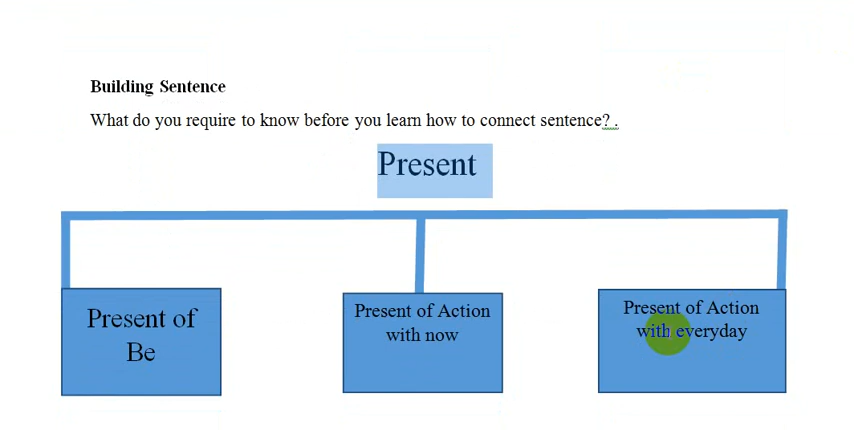 Building Sentence
What do you require to know before you learn how to connect sentence? .
Present
Present of
Be
Present of Action
with now
Present of Action
with everyday